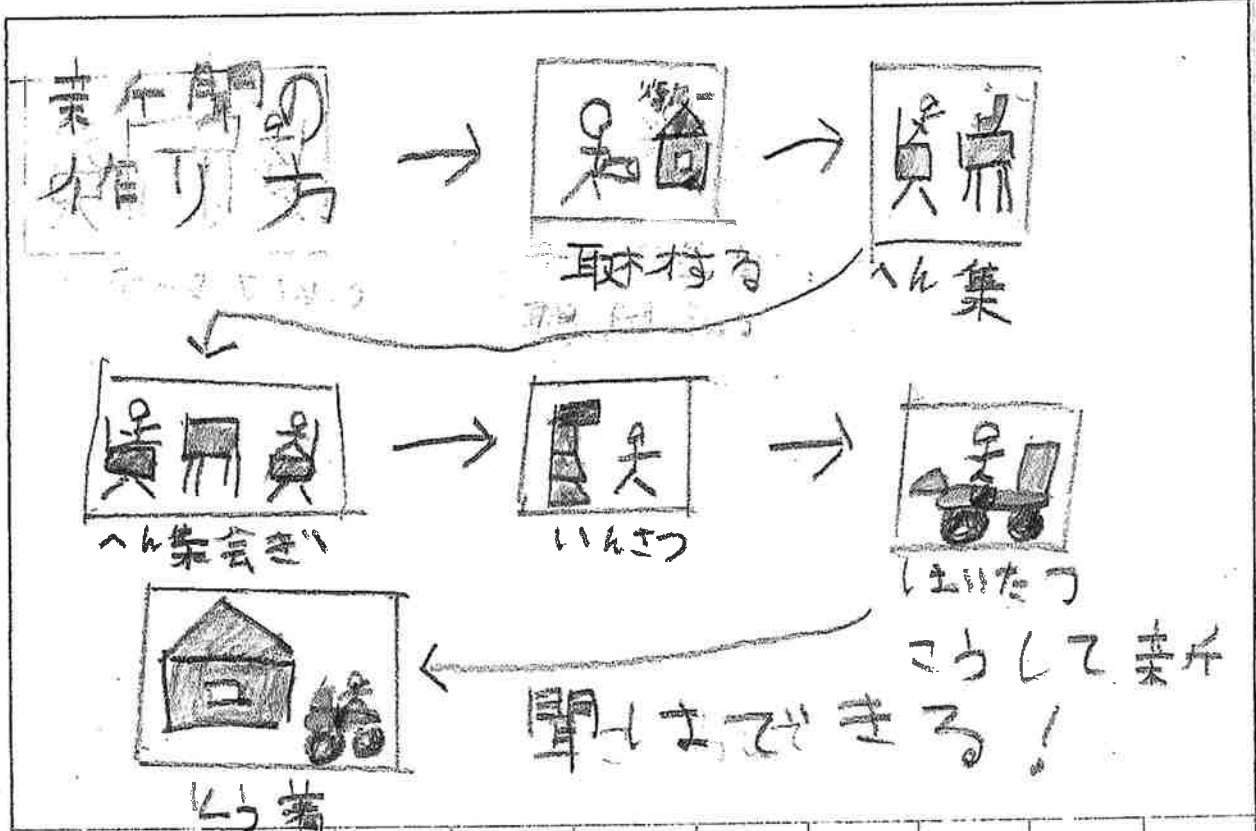 新聞の
作り方
取材する
へん集
へん集会ぎ
いんさつ
はいたつ
とう着
こうして新
聞はできる!